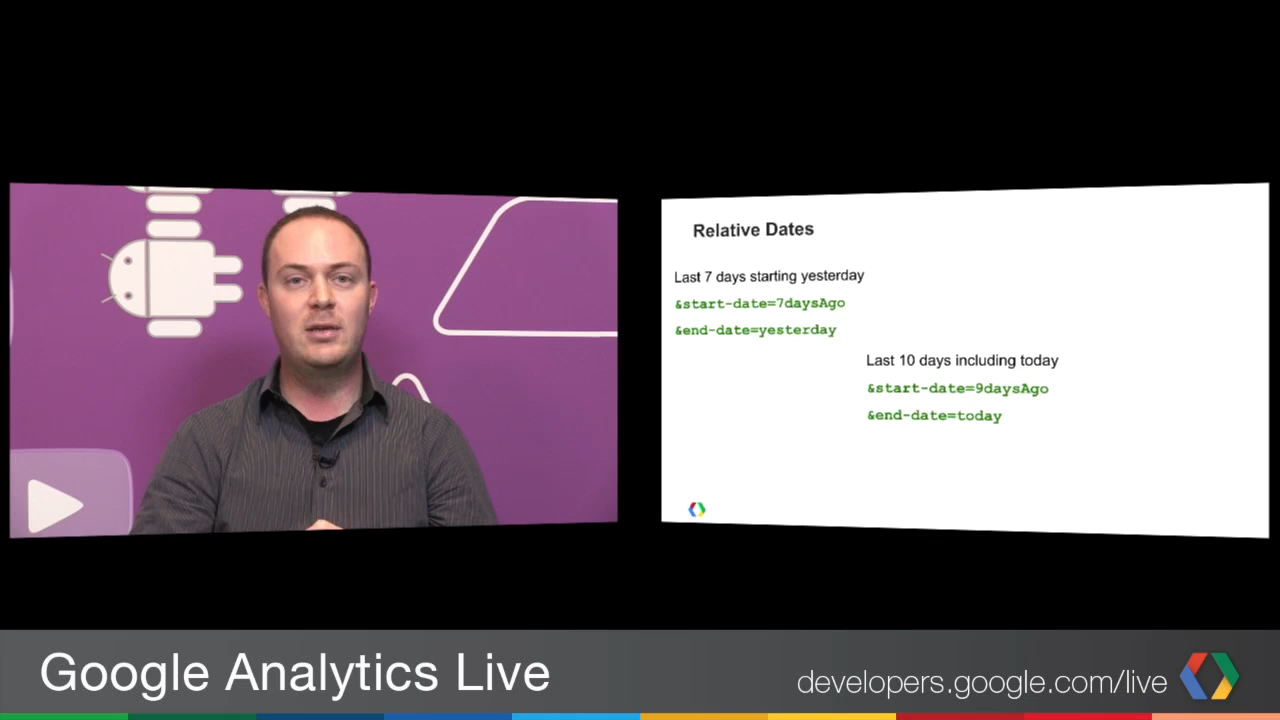 Relative Dates
Last 7 days starting yesterday
&start-date=7daysAgo
&end-date=yesterday
Last 10 days including today
&start-date=9daysAgo
&end-date=today
Google Analytics Live
developers.google.com/live